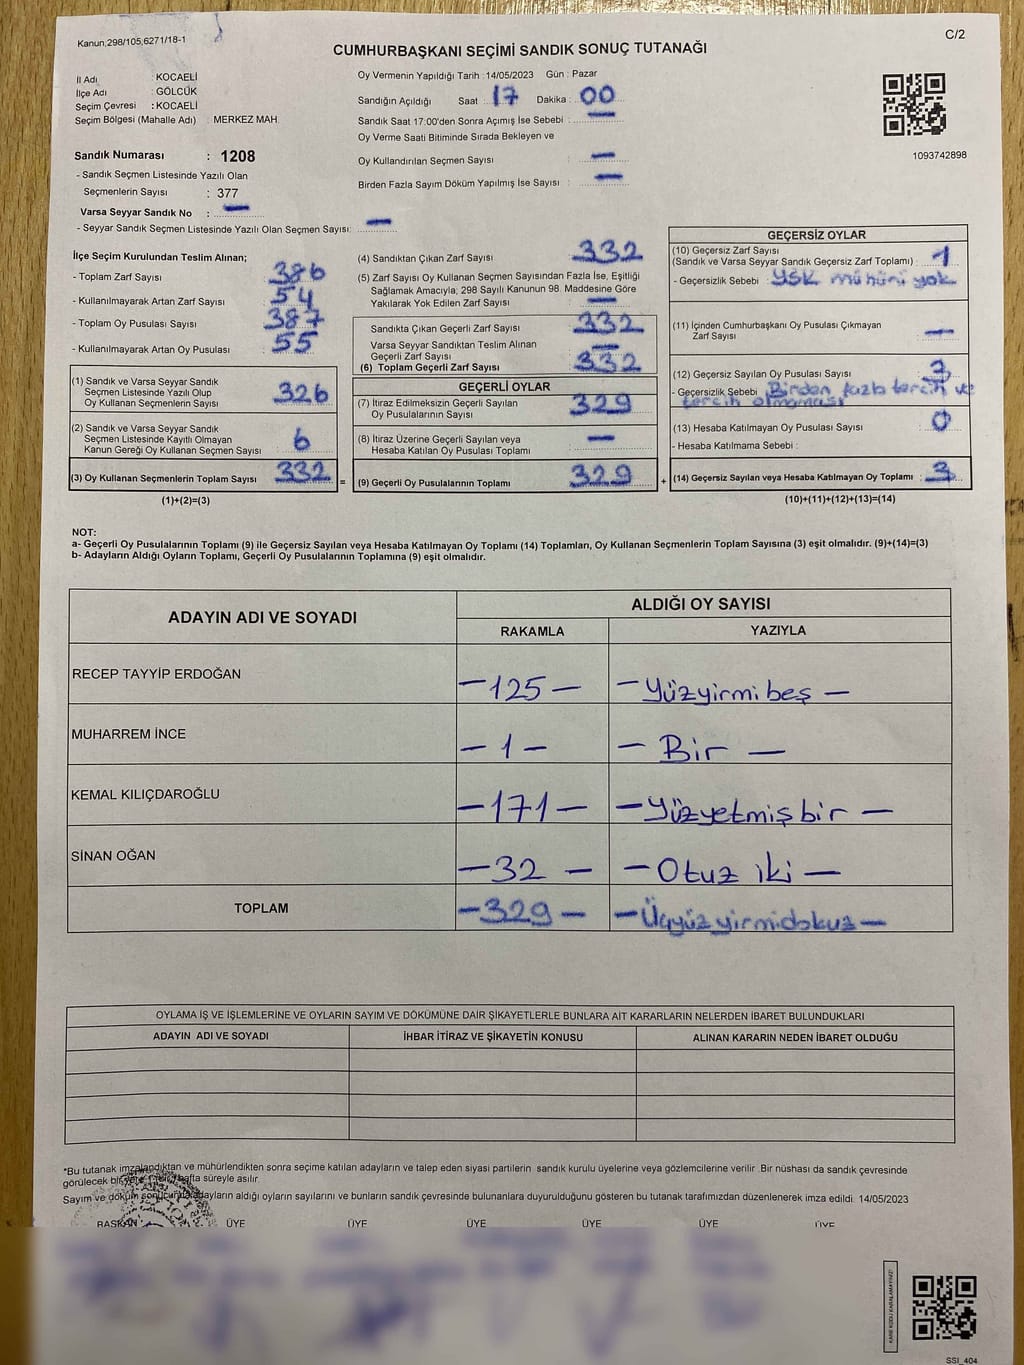 Kanun;298/105,6271/18-1
C/2
CUMHURBAŞKANI SEÇİMİ SANDIK SONUÇ TUTANAĞI
İl Adı : KOCAELİ
İlçe Adı : GÖLCÜK
Seçim Çevresi : KOCAELİ
Seçim Bölgesi (Mahalle Adı) : MERKEZ MAH.
Sandık Numarası : 1208
- Sandık Seçmen Listesinde Yazılı Olan
Seçmenlerin Sayısı : 377
Varsa Seyyar Sandık No : —
- Seyyar Sandık Seçmen Listesinde Yazılı Olan Seçmen Sayısı: —
Oy Vermenin Yapıldığı Tarih : 14/05/2023 Gün : Pazar
Sandığın Açıldığı Saat : 17 Dakika : 00
Sandık Saat 17:00'den Sonra Açımış İse Sebebi : —
Oy Verme Saati Bitiminde Sırada Bekleyen ve
Oy Kullandırılan Seçmen Sayısı : —
Birden Fazla Sayım Döküm Yapılmış İse Sayısı : —
1093742898
İlçe Seçim Kurulundan Teslim Alınan;
- Toplam Zarf Sayısı : 386
- Kullanılmayarak Artan Zarf Sayısı : 54
- Toplam Oy Pusulası Sayısı : 387
- Kullanılmayarak Artan Oy Pusulası : 55
(1) Sandık ve Varsa Seyyar Sandık
Seçmen Listesinde Yazılı Olup
Oy Kullanan Seçmenlerin Sayısı 326
(2) Sandık ve Varsa Seyyar Sandık
Seçmen Listesinde Kayıtlı Olmayan
Kanun Gereği Oy Kullanan Seçmen Sayısı 6
(3) Oy Kullanan Seçmenlerin Toplam Sayısı 332
(1)+(2)=(3)
=
(4) Sandıktan Çıkan Zarf Sayısı 332
(5) Zarf Sayısı Oy Kullanan Seçmen Sayısından Fazla İse, Eşitliği
Sağlamak Amacıyla; 298 Sayılı Kanunun 98. Maddesine Göre
Yakılarak Yok Edilen Zarf Sayısı : —
Sandıkta Çıkan Geçerli Zarf Sayısı 332
Varsa Seyyar Sandıktan Teslim Alınan
Geçerli Zarf Sayısı —
(6) Toplam Geçerli Zarf Sayısı 332
GEÇERLİ OYLAR
(7) İtiraz Edilmeksizin Geçerli Sayılan
Oy Pusulalarının Sayısı 329
(8) İtiraz Üzerine Geçerli Sayılan veya
Hesaba Katılan Oy Pusulası Toplamı —
(9) Geçerli Oy Pusulalarının Toplamı 329
+
GEÇERSİZ OYLAR
(10) Geçersiz Zarf Sayısı
(Sandık ve Varsa Seyyar Sandık Geçersiz Zarf Toplamı) : 1
- Geçersizlik Sebebi : YSK mühürü yok
(11) İçinden Cumhurbaşkanı Oy Pusulası Çıkmayan
Zarf Sayısı —
(12) Geçersiz Sayılan Oy Pusulası Sayısı 3
- Geçersizlik Sebebi : Birden fazla tercih ve
tercih olmaması
(13) Hesaba Katılmayan Oy Pusulası Sayısı 0
- Hesaba Katılmama Sebebi :
(14) Geçersiz Sayılan veya Hesaba Katılmayan Oy Toplamı : 3
(10)+(11)+(12)+(13)=(14)
NOT:
a- Geçerli Oy Pusulalarının Toplamı (9) ile Geçersiz Sayılan veya Hesaba Katılmayan Oy Toplamı (14) Toplamları, Oy Kullanan Seçmenlerin Toplam Sayısına (3) eşit olmalıdır. (9)+(14)=(3)
b- Adayların Aldığı Oyların Toplamı, Geçerli Oy Pusulalarının Toplamına (9) eşit olmalıdır.
ADAYIN ADI VE SOYADI
ALDIĞI OY SAYISI
RAKAMLA YAZIYLA
RECEP TAYYİP ERDOĞAN — 125 — — Yüzyirmi beş —
MUHARREM İNCE — 1 — — Bir —
KEMAL KILIÇDAROĞLU — 171 — — Yüzyetmiş bir —
SİNAN OĞAN — 32 — — Otuz iki —
TOPLAM — 329 — — Üçyüz yirmidokuz —
OYLAMA İŞ VE İŞLEMLERİNE VE OYLARIN SAYIM VE DÖKÜMÜNE DAİR ŞİKAYETLERLE BUNLARA AİT KARARLARIN NELERDEN İBARET BULUNDUKLARI
ADAYIN ADI VE SOYADI İHBAR İTİRAZ VE ŞİKAYETİN KONUSU ALINAN KARARIN NEDEN İBARET OLDUĞU
*Bu tutanak imzalandıktan ve mühürlendikten sonra seçime katılan adayların ve talep eden siyasi partilerin sandık kurulu üyelerine veya gözlemcilerine verilir. Bir nüshası da sandık çevresinde
görülecek bir yere hafta süreyle asılır.
Sayım ve döküm sonucunda adayların aldığı oyların sayılarını ve bunların sandık çevresinde bulunanlara duyurulduğunu gösteren bu tutanak tarafımızdan düzenlenerek imza edildi. 14/05/2023
BAŞKAN ÜYE ÜYE ÜYE ÜYE ÜYE ÜYE
SSI_404